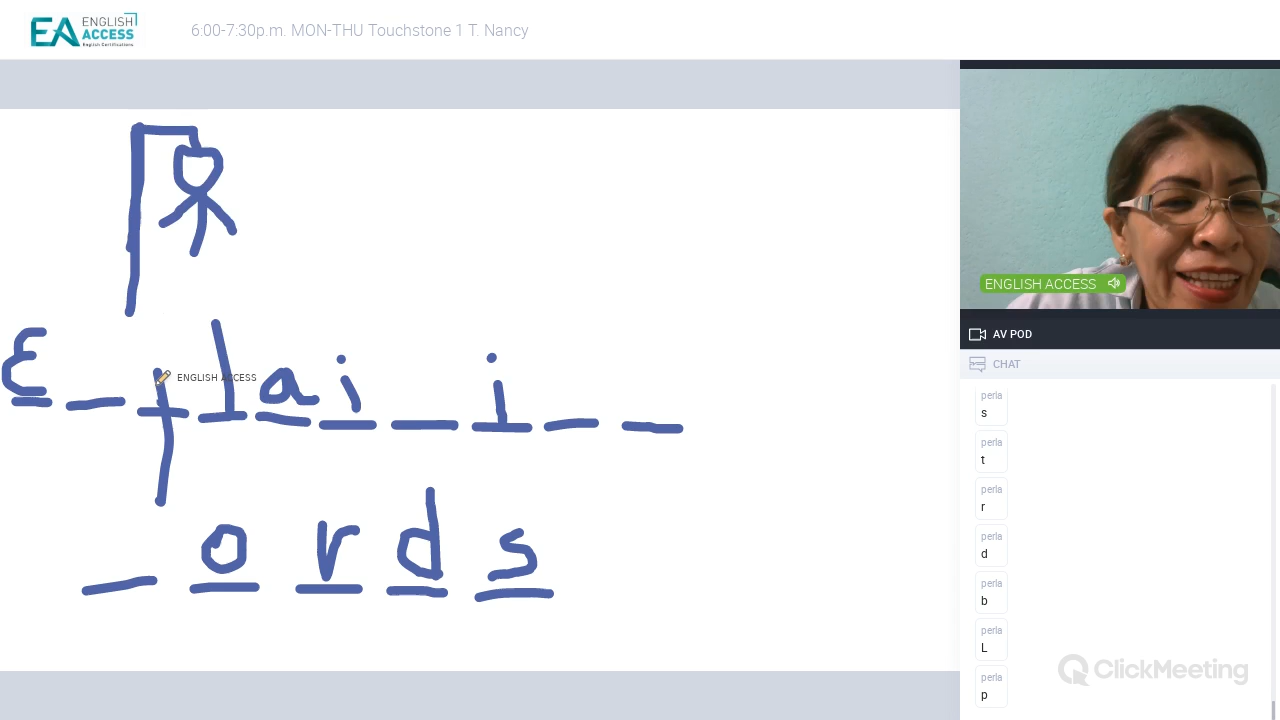 ENGLISH
EA ACCESS
English Certifications
6:00-7:30p.m. MON-THU Touchstone 1 T. Nancy
E _ p l a i _ i _ _
ENGLISH ACCESS
_ o r d s
ENGLISH ACCESS
AV POD
CHAT
perla
s
perla
t
perla
r
perla
d
perla
b
perla
L
perla
p
ClickMeeting